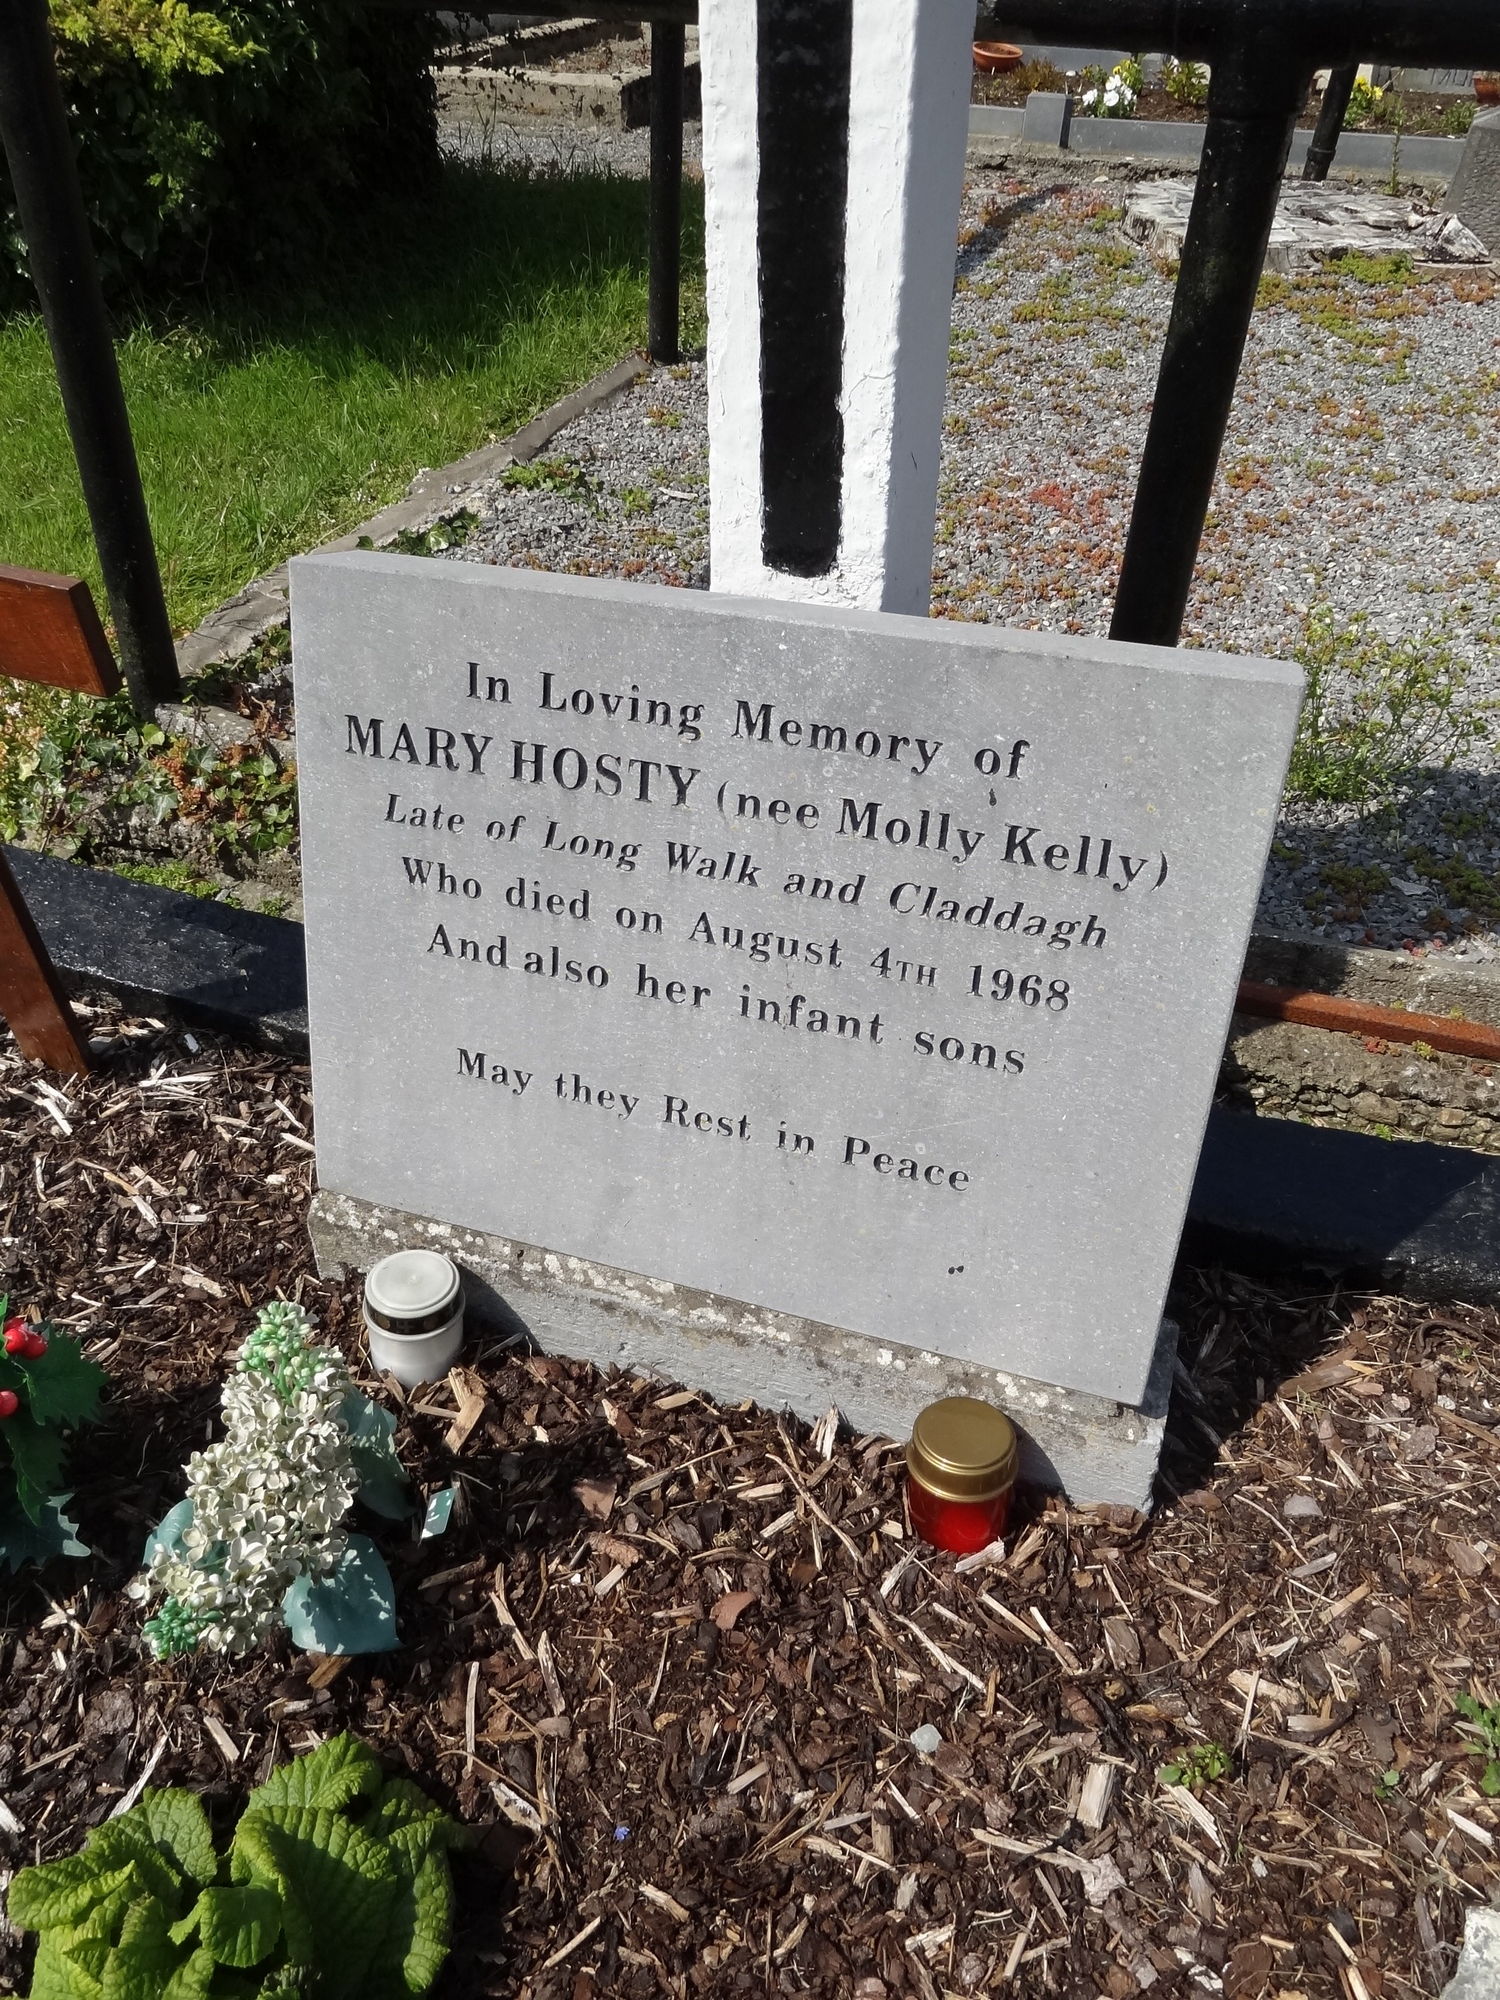 In Loving Memory of
MARY HOSTY (nee Molly Kelly)
Late of Long Walk and Claddagh
Who died on August 4TH 1968
And also her infant sons
May they Rest in Peace